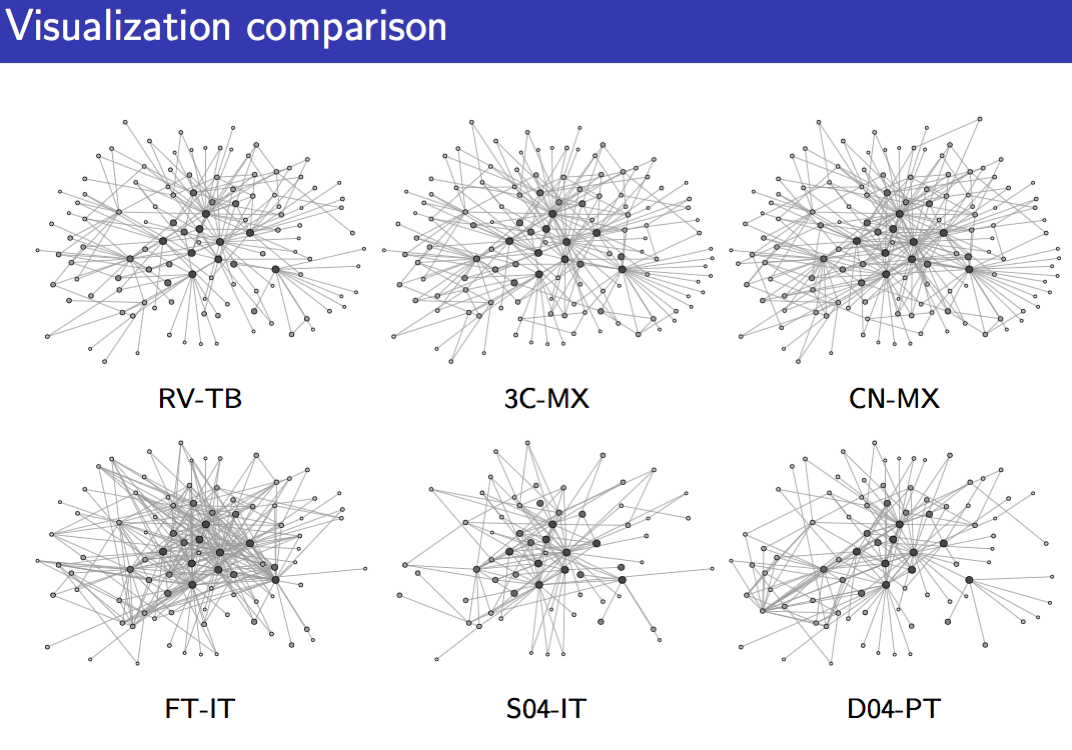 Visualization comparison
RV-TB
3C-MX
CN-MX
FT-IT
S04-IT
D04-PT